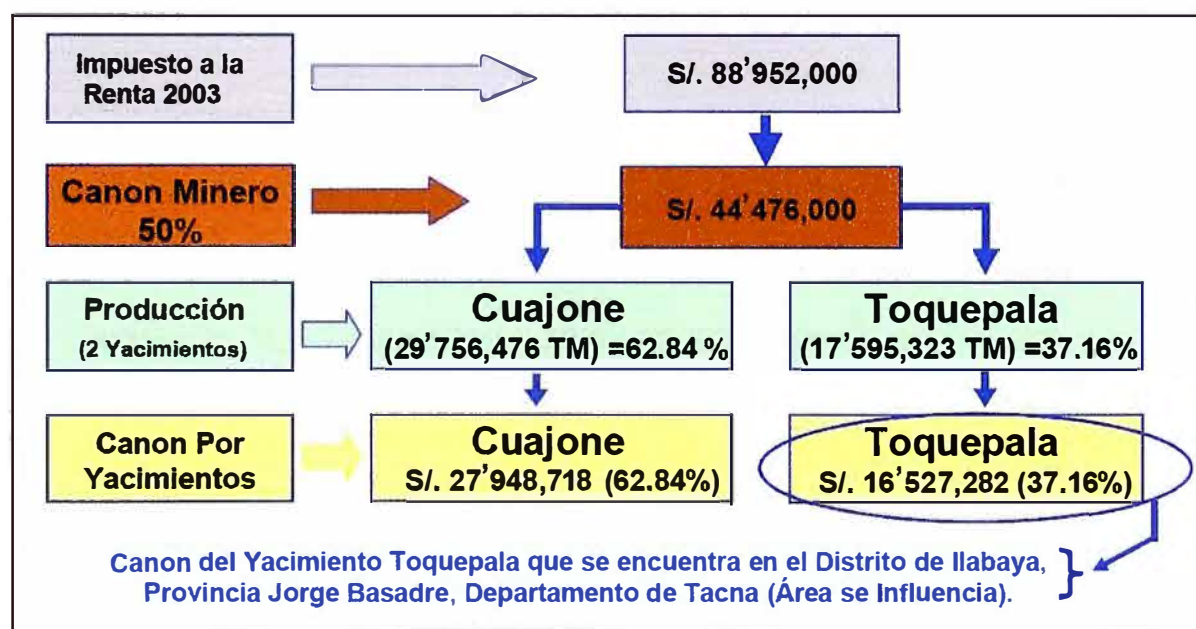 Impuesto a la
Renta 2003
S/. 88'952,000
Canon Minero
50%
S/. 44'476,000
Producción
(2 Yacimientos)
Cuajone
(29'756,476 TM) =62.84 %
Toquepala
(17'595,323 TM) =37.16%
Canon Por
Yacimientos
Cuajone
S/. 27'948,718 (62.84%)
Toquepala
S/. 16'527,282 (37.16%)
Canon del Yacimiento Toquepala que se encuentra en el Distrito de Ilabaya,
Provincia Jorge Basadre, Departamento de Tacna (Área se Influencia).